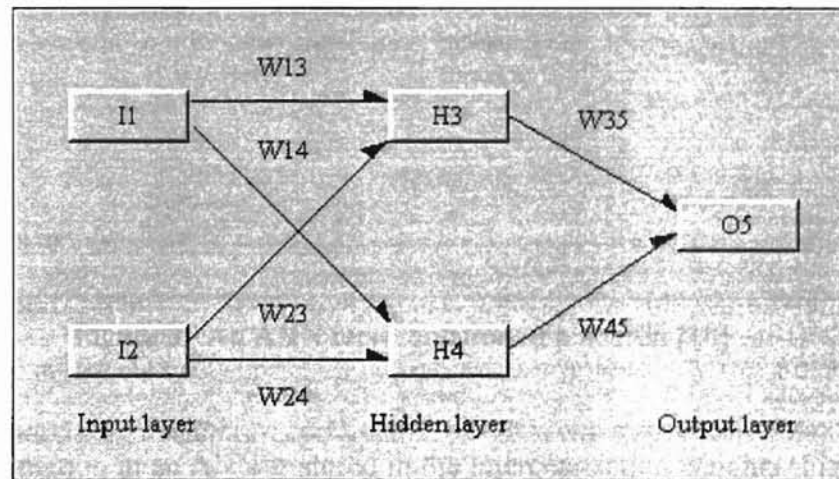 W13
I1
H3
W14
W35
O5
W23
W45
I2
H4
W24
Input layer
Hidden layer
Output layer